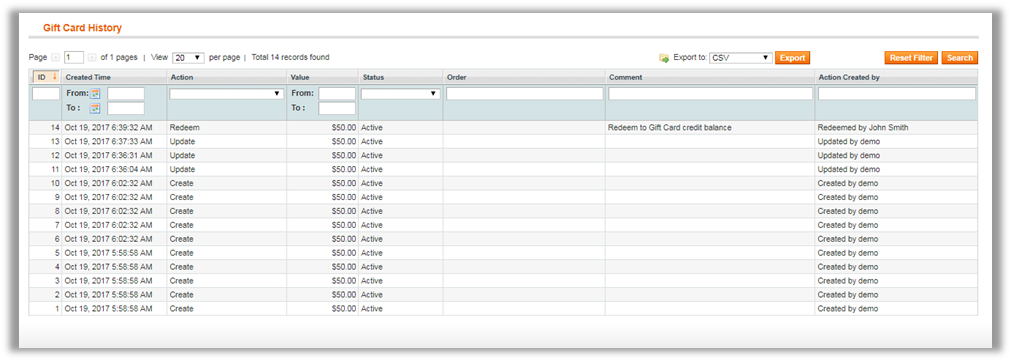 Gift Card History
Page 1 of 1 pages | View 20 per page | Total 14 records found Export to: CSV Export Reset Filter Search
ID Created Time Action Value Status Order Comment Action Created by
From: From:
To : To :
14 Oct 19, 2017 6:39:32 AM Redeem $50.00 Active Redeem to Gift Card credit balance Redeemed by John Smith
13 Oct 19, 2017 6:37:33 AM Update $50.00 Active Updated by demo
12 Oct 19, 2017 6:36:31 AM Update $50.00 Active Updated by demo
11 Oct 19, 2017 6:36:04 AM Update $50.00 Active Updated by demo
10 Oct 19, 2017 6:02:32 AM Create $50.00 Active Created by demo
9 Oct 19, 2017 6:02:32 AM Create $50.00 Active Created by demo
8 Oct 19, 2017 6:02:32 AM Create $50.00 Active Created by demo
7 Oct 19, 2017 6:02:32 AM Create $50.00 Active Created by demo
6 Oct 19, 2017 6:02:32 AM Create $50.00 Active Created by demo
5 Oct 19, 2017 5:58:58 AM Create $50.00 Active Created by demo
4 Oct 19, 2017 5:58:58 AM Create $50.00 Active Created by demo
3 Oct 19, 2017 5:58:58 AM Create $50.00 Active Created by demo
2 Oct 19, 2017 5:58:58 AM Create $50.00 Active Created by demo
1 Oct 19, 2017 5:58:58 AM Create $50.00 Active Created by demo